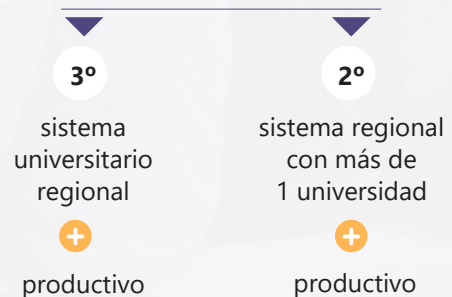 3º
sistema
universitario
regional
+
productivo
2º
sistema regional
con más de
1 universidad
+
productivo